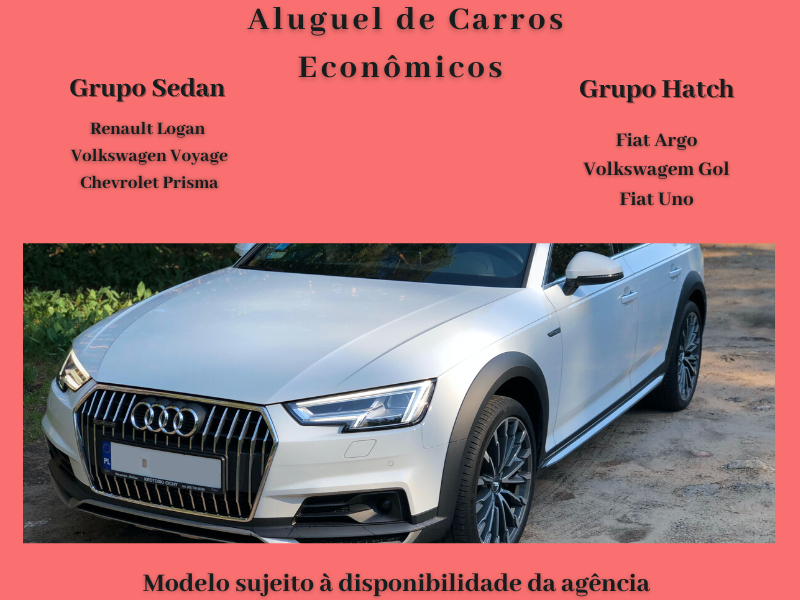 Aluguel de Carros
Econômicos
Grupo Sedan
Renault Logan
Volkswagen Voyage
Chevrolet Prisma
Grupo Hatch
Fiat Argo
Volkswagem Gol
Fiat Uno
PL
Modelo sujeito à disponibilidade da agência